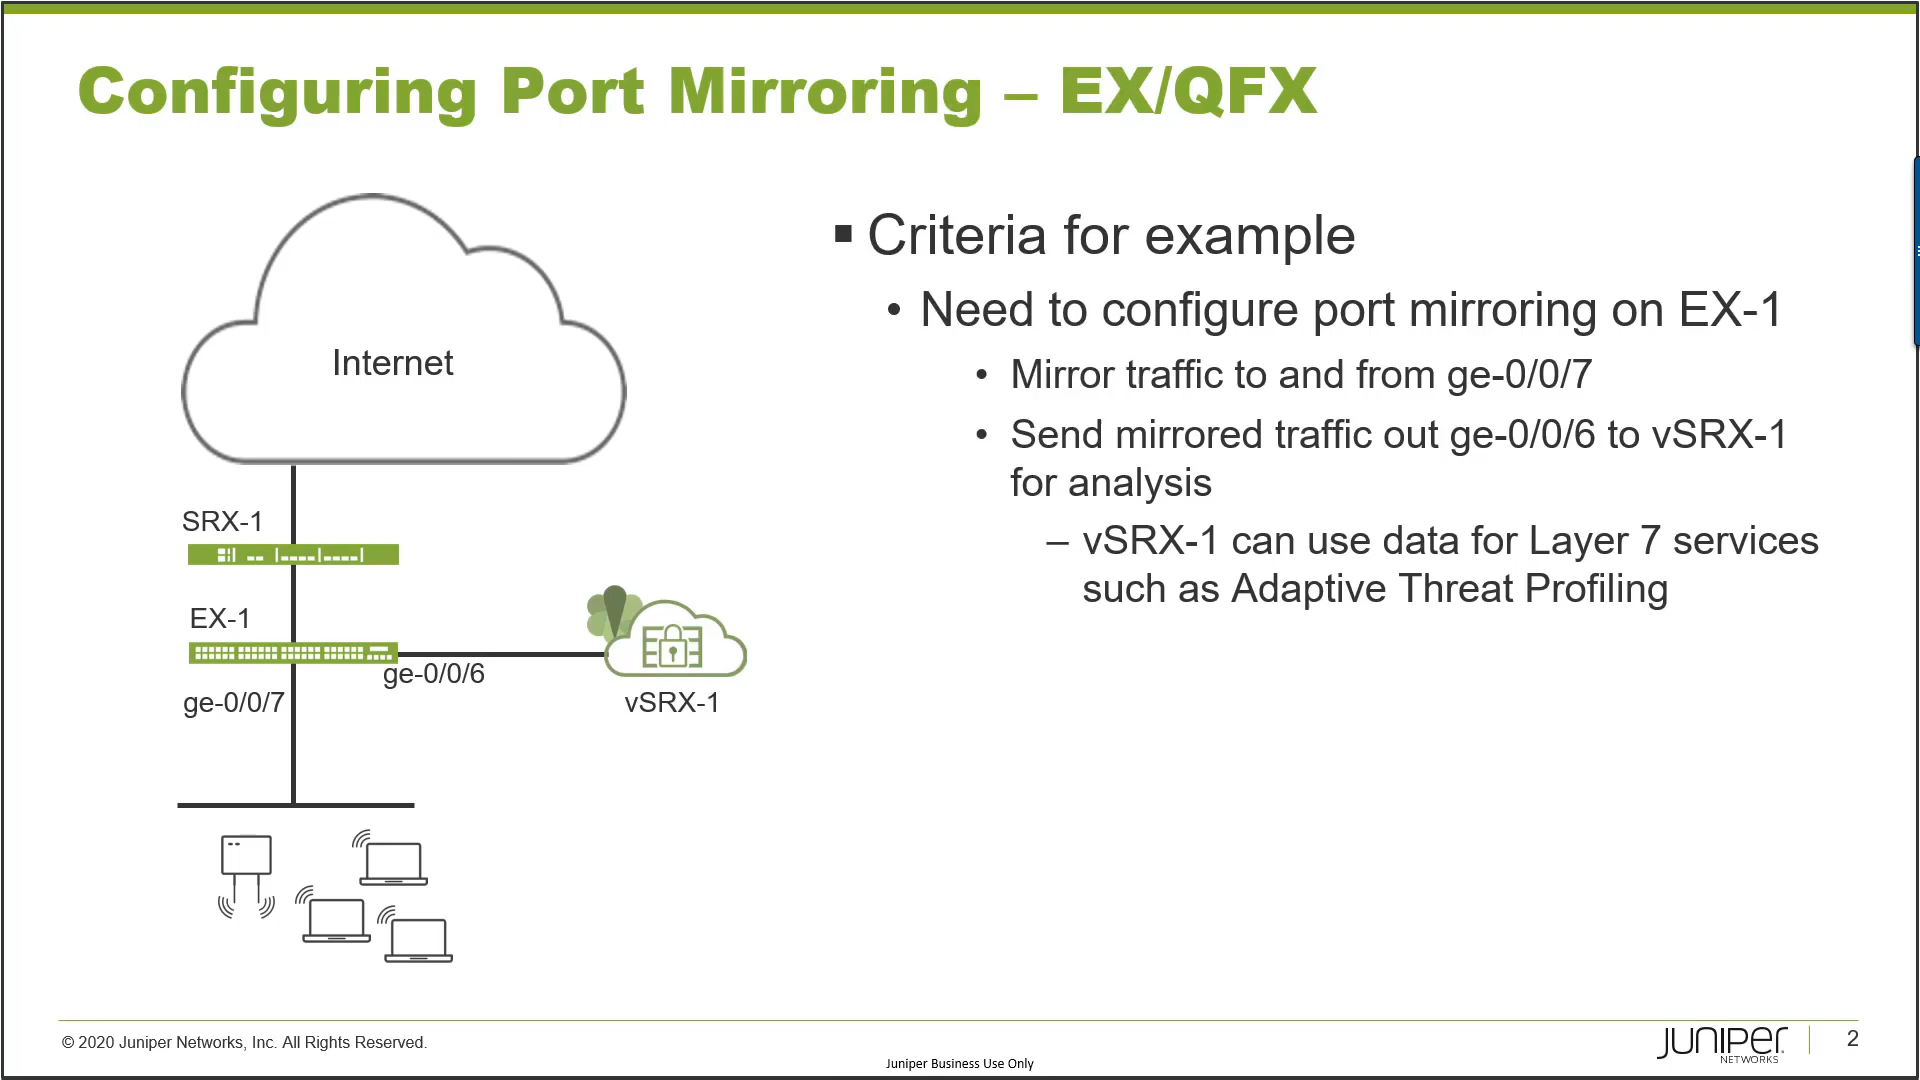 Configuring Port Mirroring – EX/QFX
Internet
SRX-1
EX-1
ge-0/0/6
ge-0/0/7
vSRX-1
▪ Criteria for example
• Need to configure port mirroring on EX-1
• Mirror traffic to and from ge-0/0/7
• Send mirrored traffic out ge-0/0/6 to vSRX-1
for analysis
– vSRX-1 can use data for Layer 7 services
such as Adaptive Threat Profiling
© 2020 Juniper Networks, Inc. All Rights Reserved.
Juniper Business Use Only
JUNIPER
NETWORKS
2